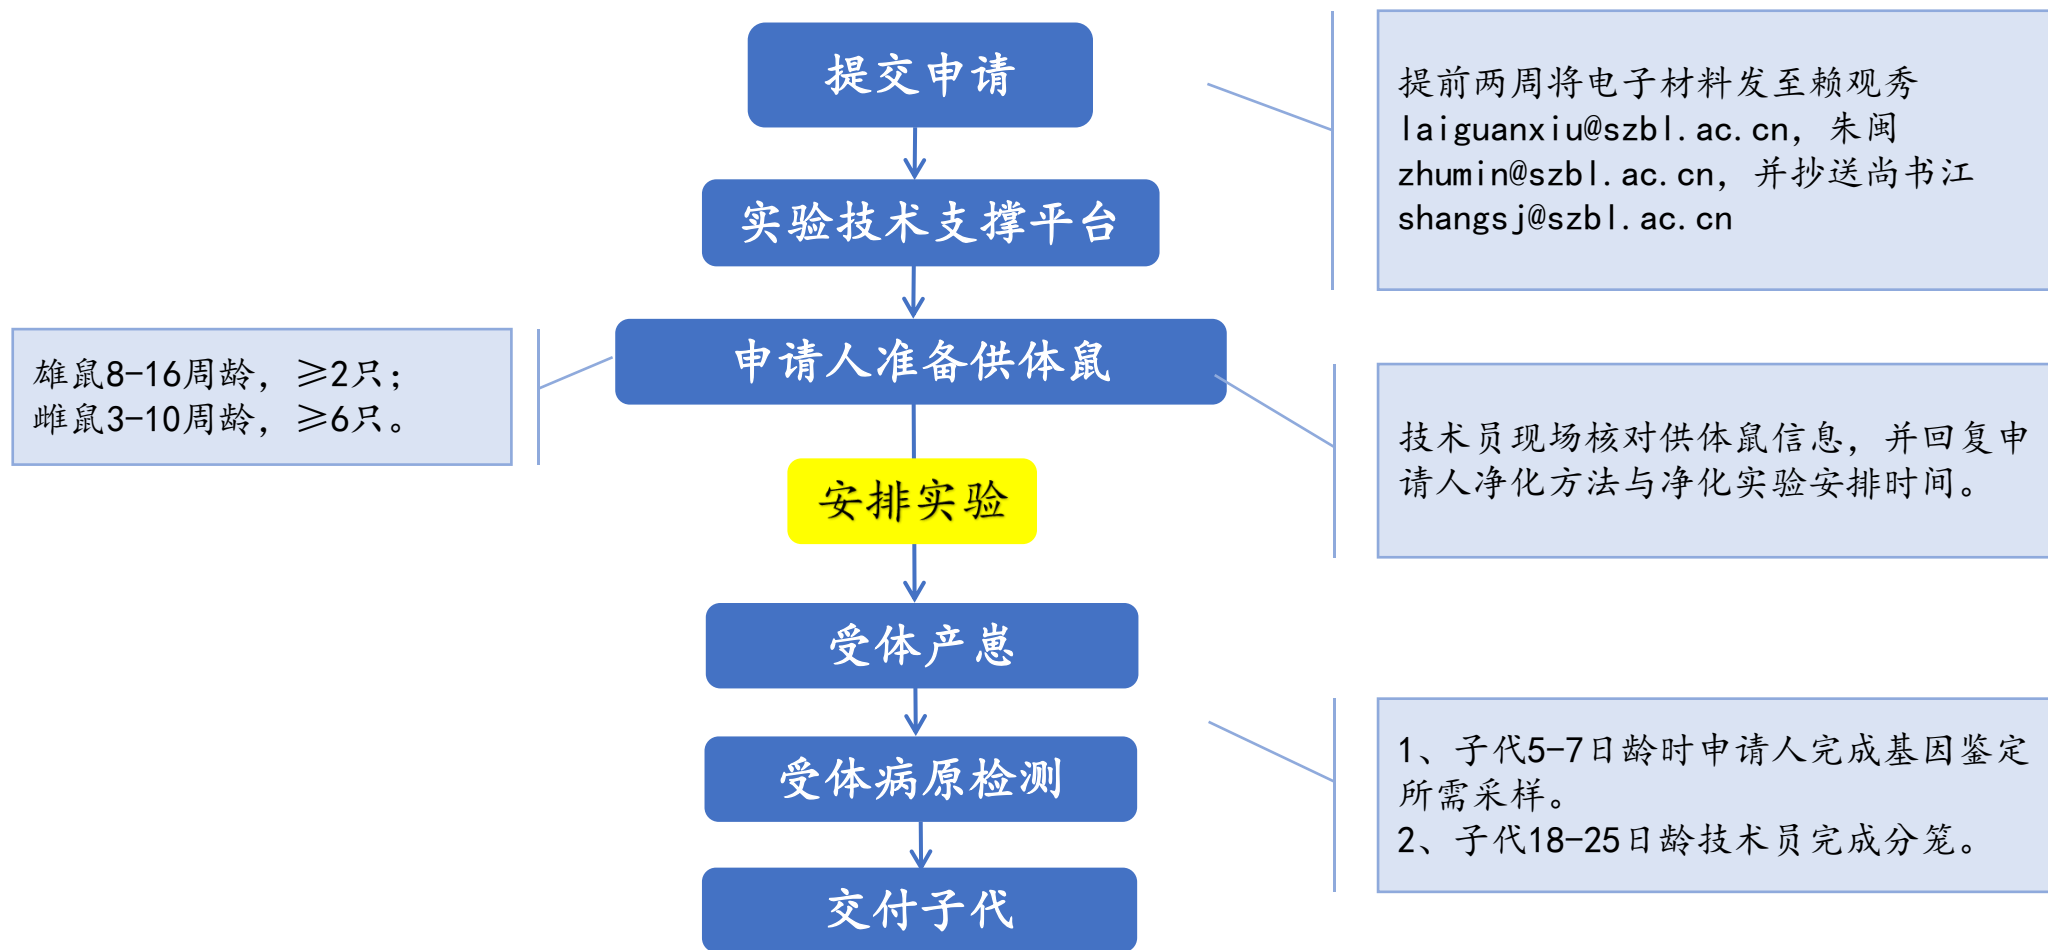 提交申请
提前两周将电子材料发至赖观秀
laiguanxiu@szbl.ac.cn，朱闽
zhumin@szbl.ac.cn，并抄送尚书江
shangsj@szbl.ac.cn
实验技术支撑平台
申请人准备供体鼠
雄鼠8-16周龄，≥2只；
雌鼠3-10周龄，≥6只。
技术员现场核对供体鼠信息，并回复申
请人净化方法与净化实验安排时间。
安排实验
受体产崽
受体病原检测
1、子代5-7日龄时申请人完成基因鉴定
所需采样。
2、子代18-25日龄技术员完成分笼。
交付子代